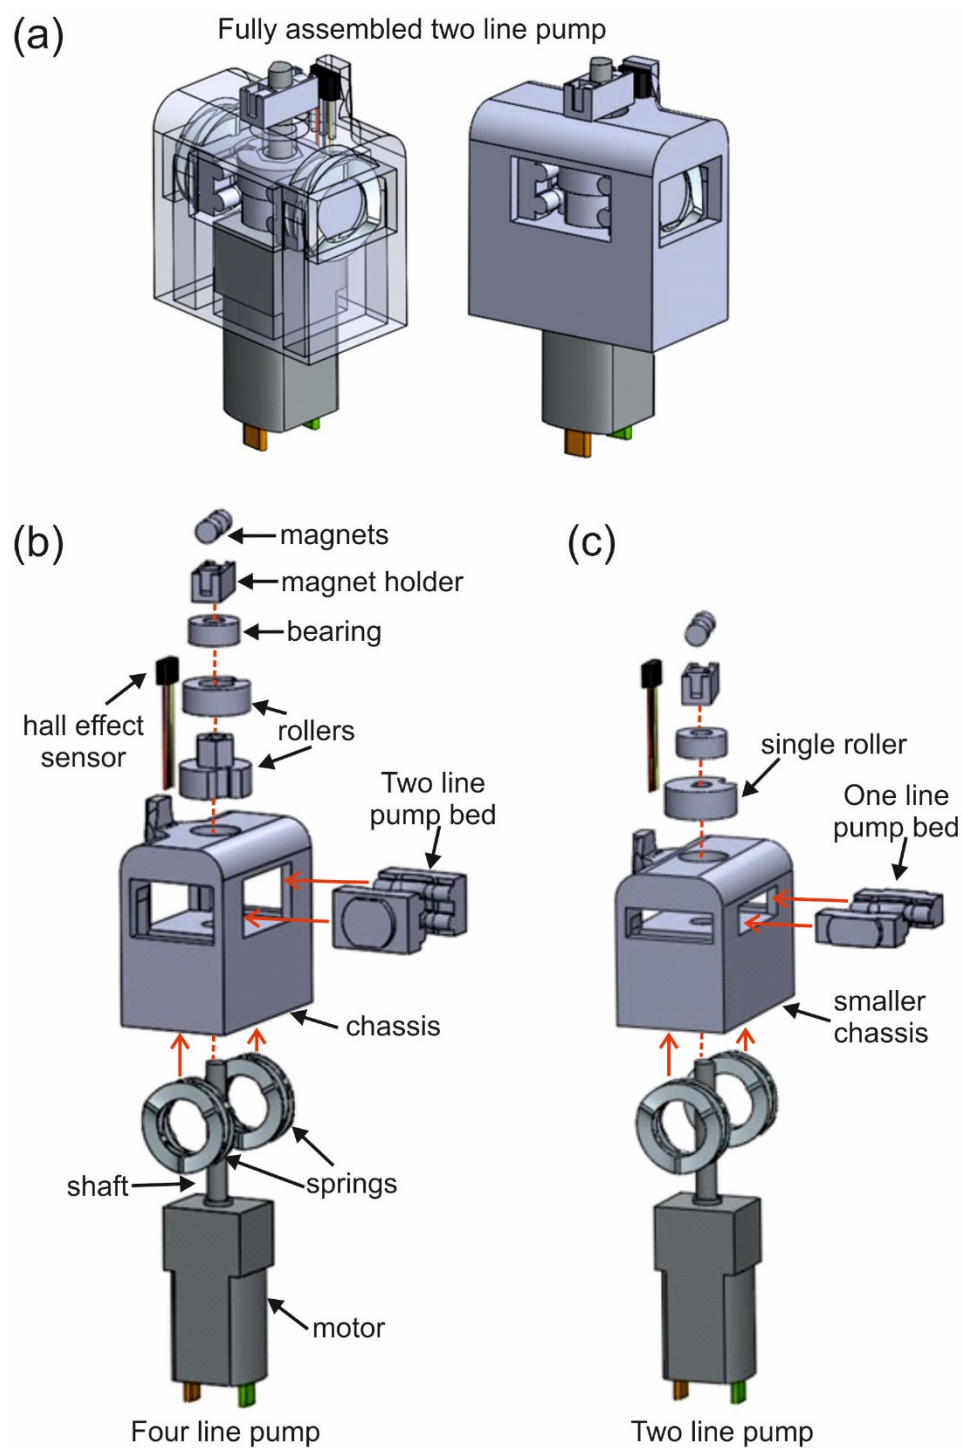 (a)
Fully assembled two line pump
(b)
magnets
magnet holder
bearing
hall effect
sensor
rollers
Two line
pump bed
chassis
shaft
springs
motor
Four line pump
(c)
single roller
One line
pump bed
smaller
chassis
Two line pump